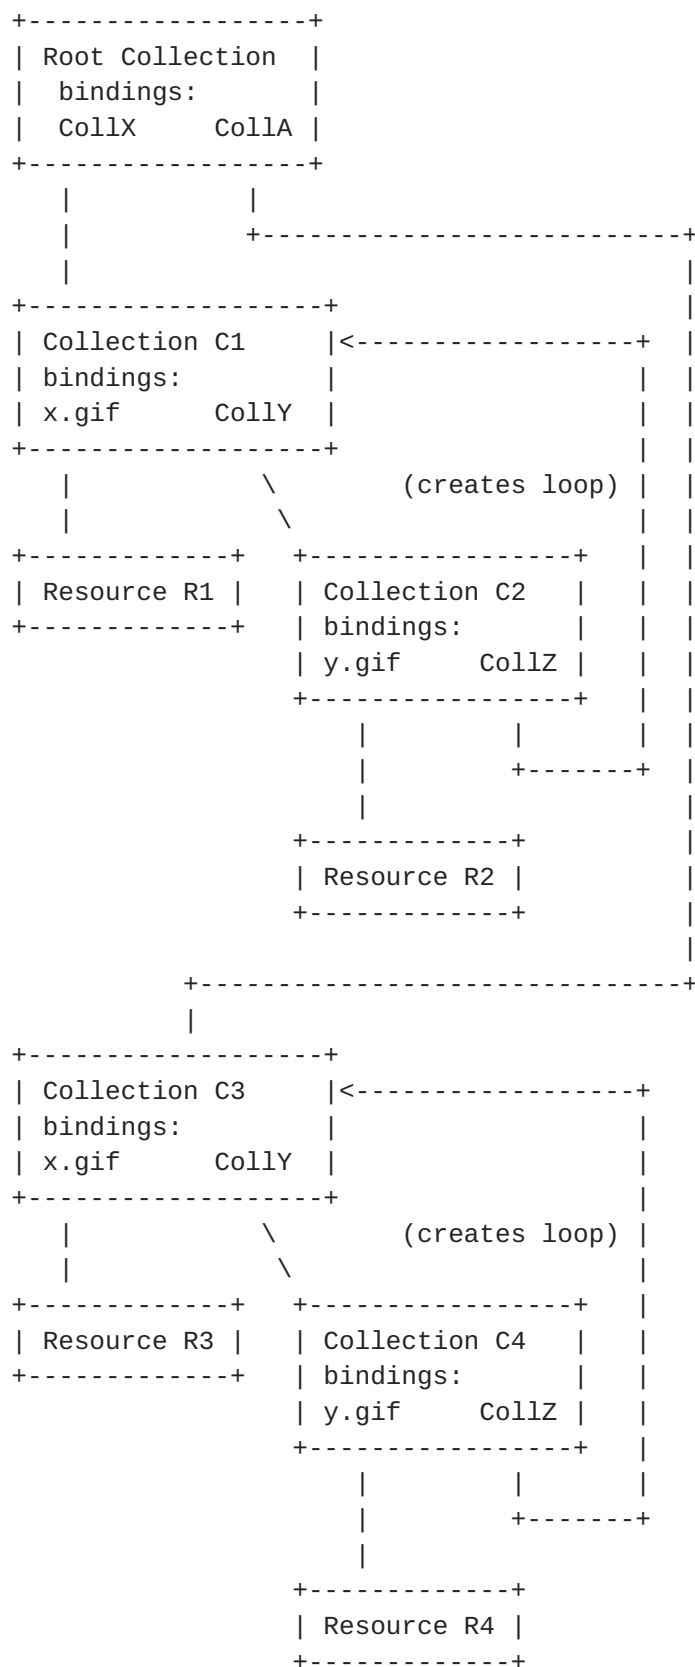 Root Collection
bindings:
CollX CollA
Collection C1
bindings:
x.gif CollY
(creates loop)
Resource R1
Collection C2
bindings:
y.gif CollZ
Resource R2
Collection C3
bindings:
x.gif CollY
(creates loop)
Resource R3
Collection C4
bindings:
y.gif CollZ
Resource R4